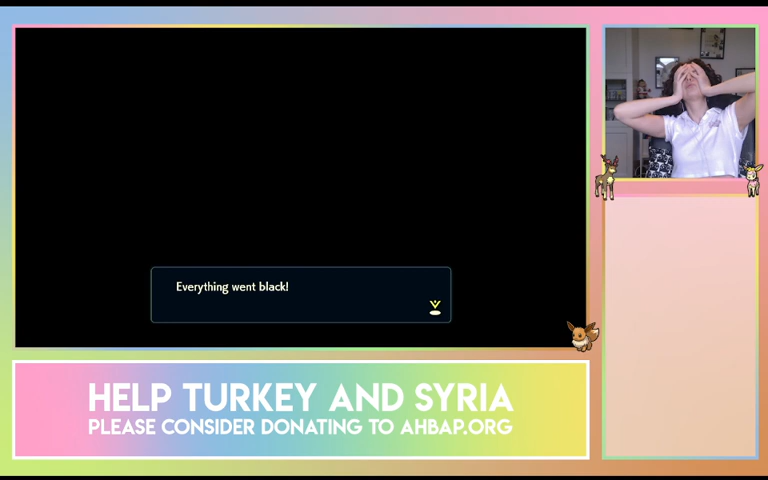 Everything went black!
HELP TURKEY AND SYRIA
PLEASE CONSIDER DONATING TO AHBAP.ORG